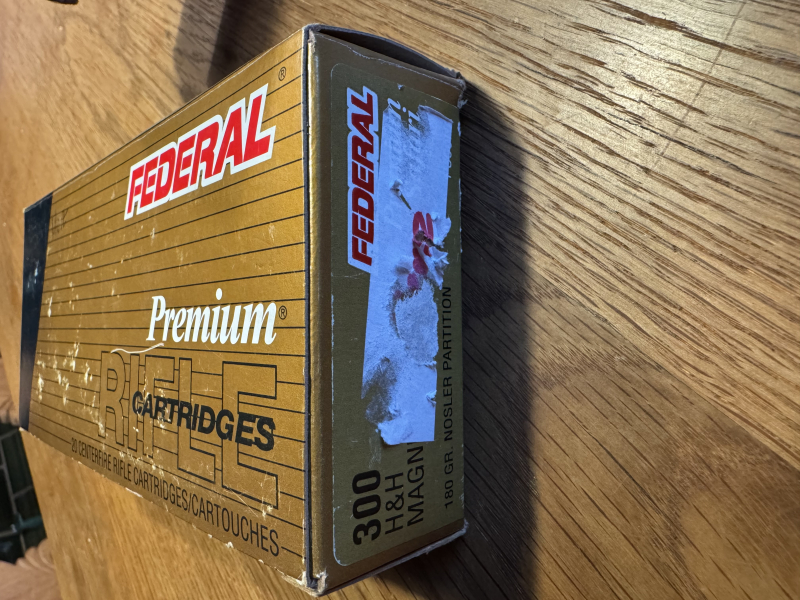 FEDERAL®
Premium®
RIFLE
CARTRIDGES
20 CENTERFIRE RIFLE CARTRIDGES/CARTOUCHES
FEDERAL
300
H&H
MAGN
180 GR. NOSLER PARTITION